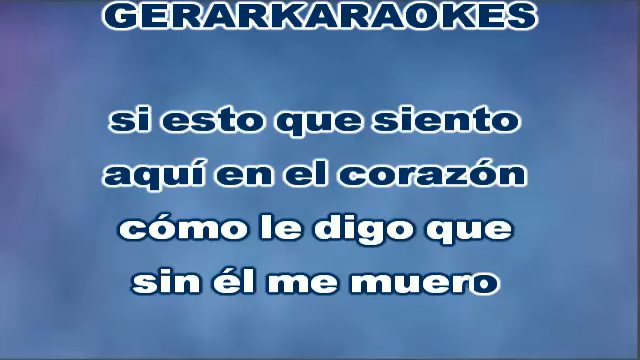 GERARKARAOKES
si esto que siento
aquí en el corazón
cómo le digo que
sin él me muero